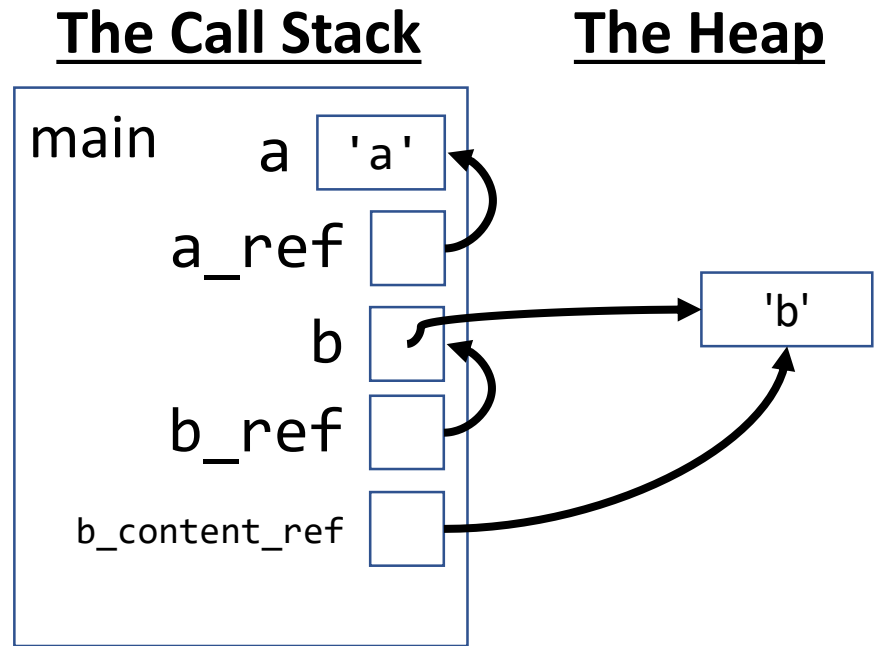 The Call Stack
The Heap
main
a
'a'
a_ref
b
'b'
b_ref
b_content_ref